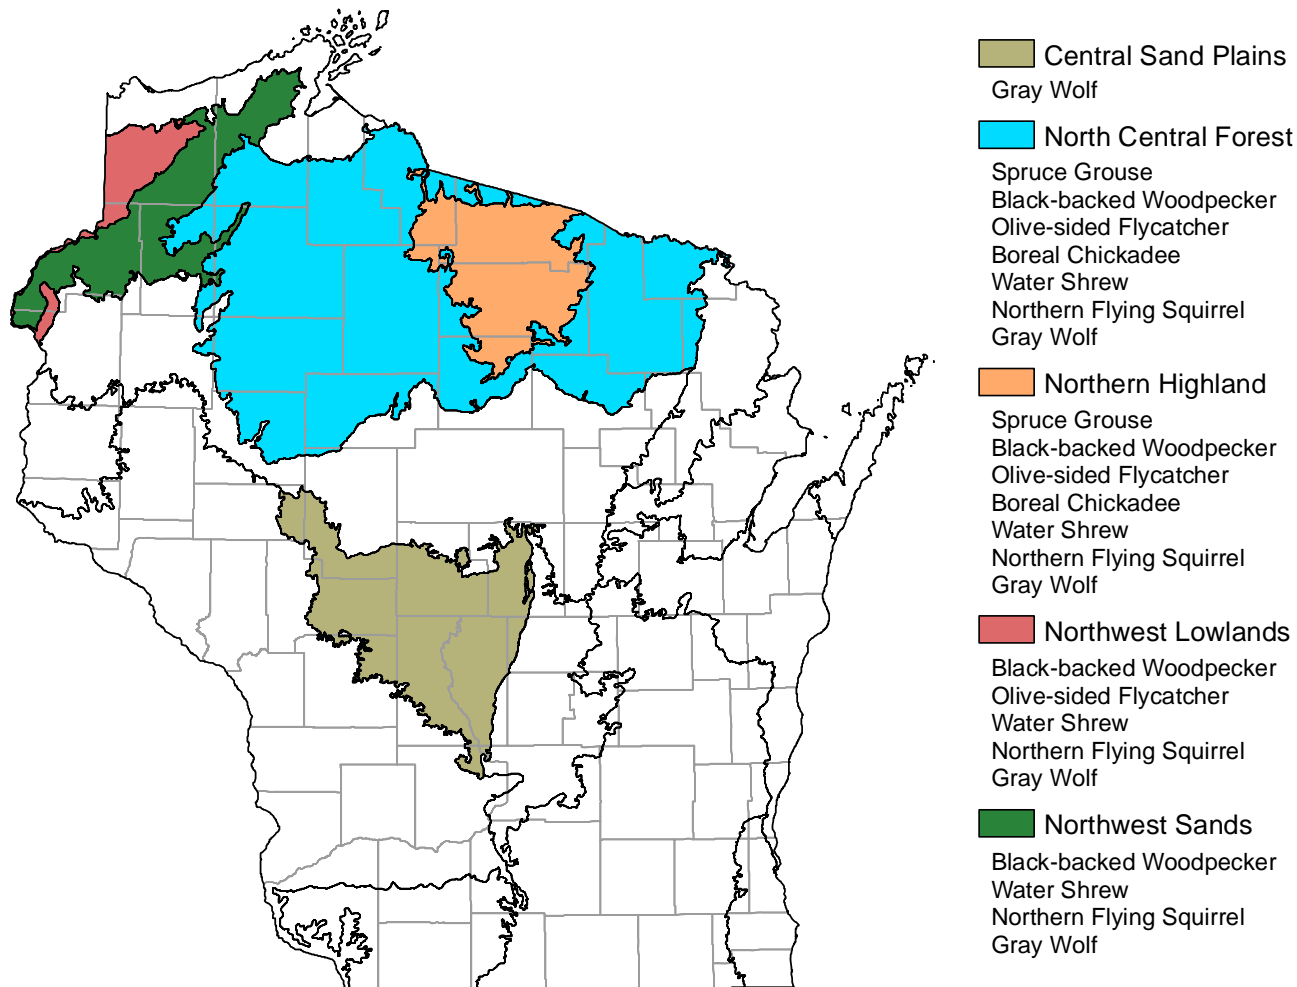 Central Sand Plains
Gray Wolf
North Central Forest
Spruce Grouse
Black-backed Woodpecker
Olive-sided Flycatcher
Boreal Chickadee
Water Shrew
Northern Flying Squirrel
Gray Wolf
Northern Highland
Spruce Grouse
Black-backed Woodpecker
Olive-sided Flycatcher
Boreal Chickadee
Water Shrew
Northern Flying Squirrel
Gray Wolf
Northwest Lowlands
Black-backed Woodpecker
Olive-sided Flycatcher
Water Shrew
Northern Flying Squirrel
Gray Wolf
Northwest Sands
Black-backed Woodpecker
Water Shrew
Northern Flying Squirrel
Gray Wolf